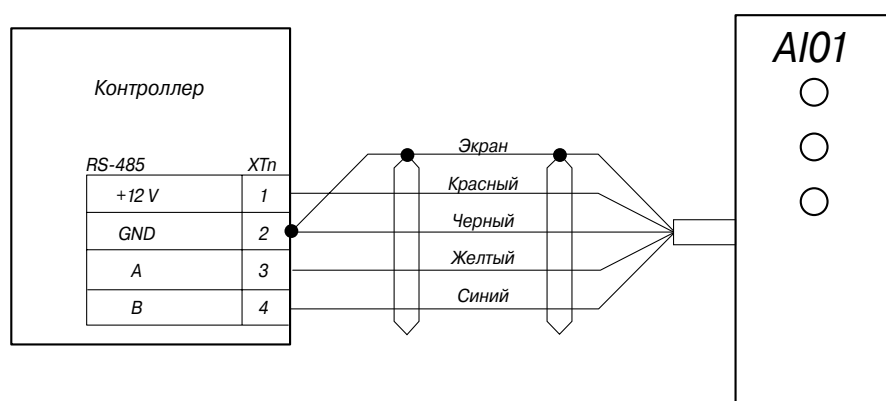 AI01
Контроллер
Экран
RS-485 XTn
Красный
+12 V 1
Черный
GND 2
Желтый
A 3
Синий
B 4